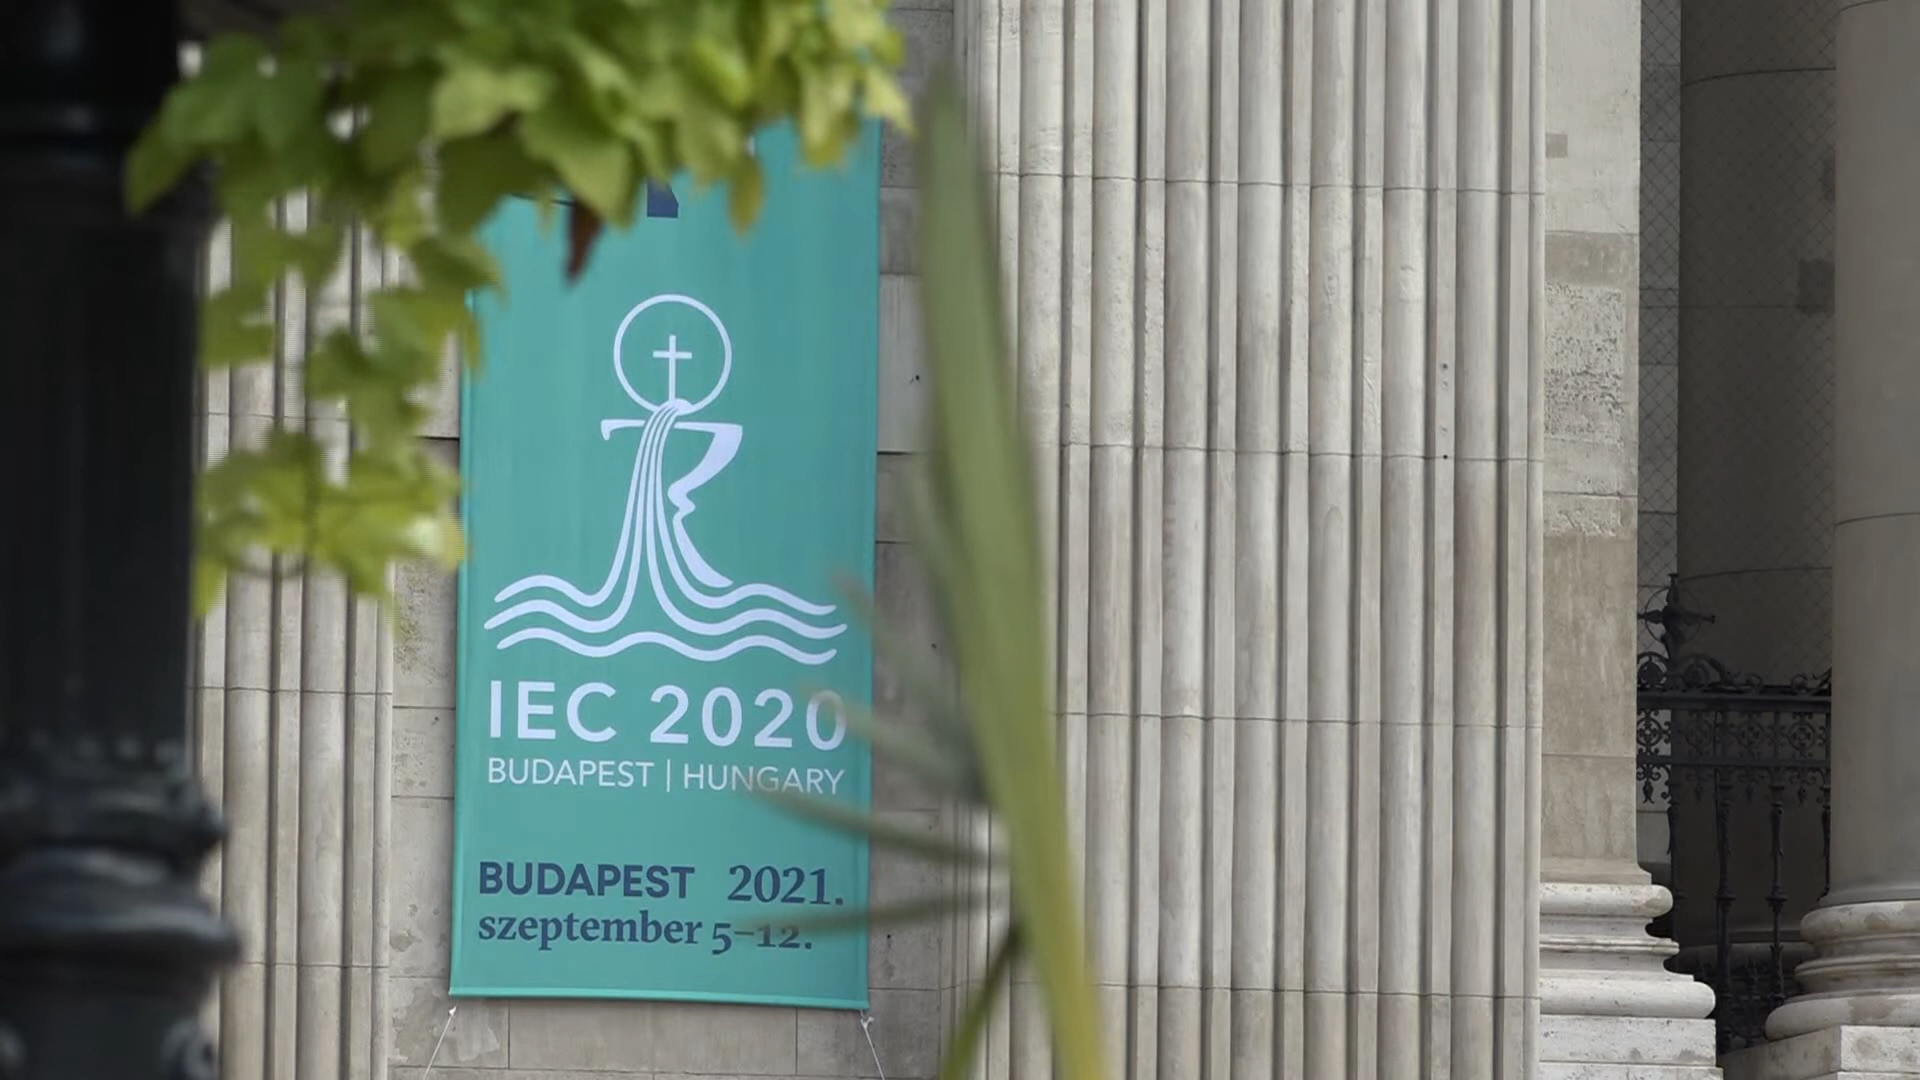 IEC 2020
BUDAPEST | HUNGARY
BUDAPEST 2021.
szeptember 5–12.